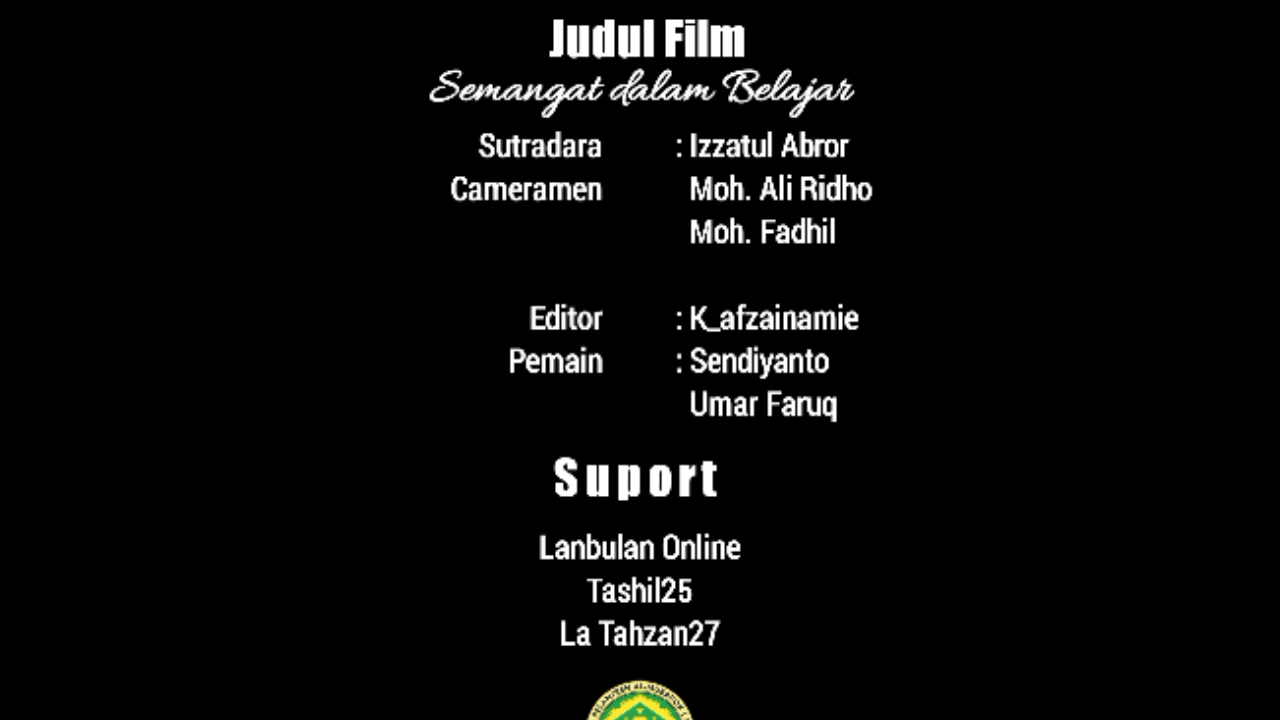 Judul Film
Semangat dalam Belajar
Sutradara : Izzatul Abror
Cameramen Moh. Ali Ridho
Moh. Fadhil
Editor : K_afzainamie
Pemain : Sendiyanto
Umar Faruq
Suport
Lanbulan Online
Tashil25
La Tahzan27